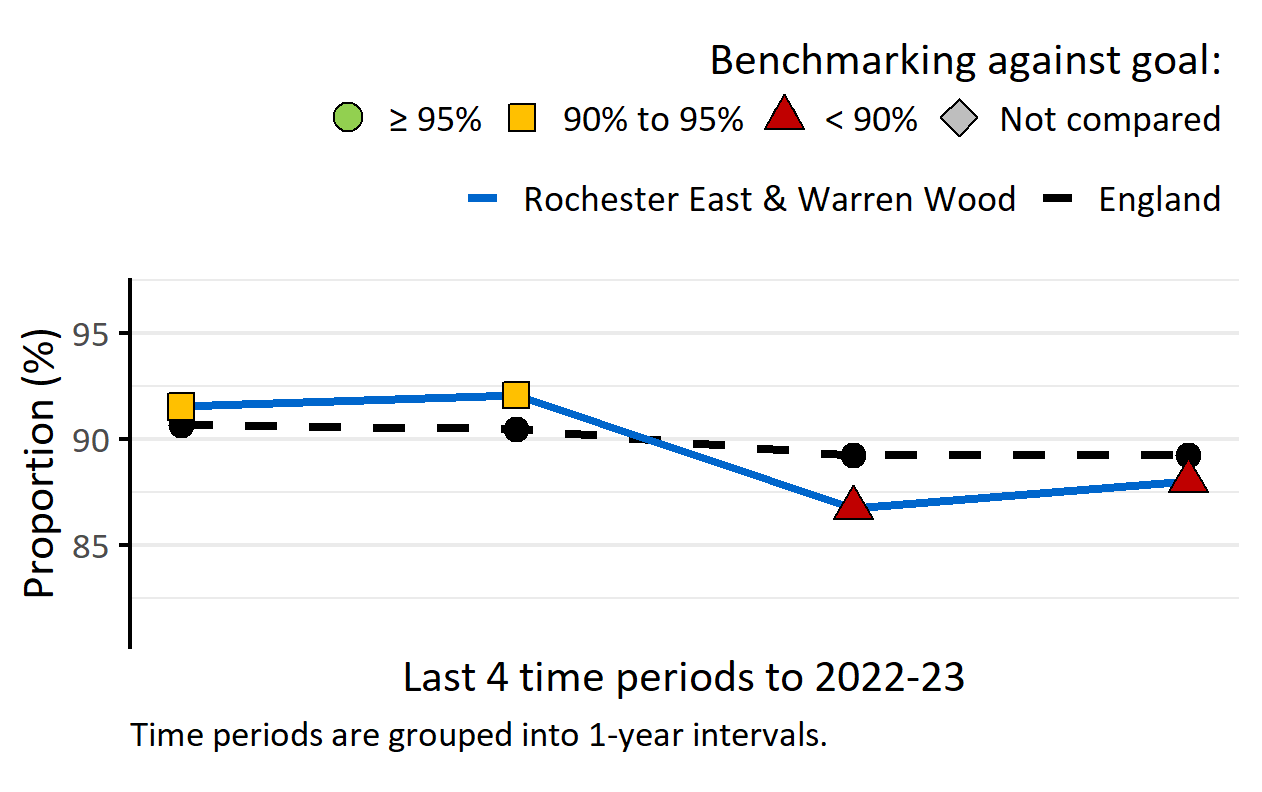 Benchmarking against goal:
≥ 95% 90% to 95% < 90% Not compared
Rochester East & Warren Wood England
Proportion (%)
95
90
85
Last 4 time periods to 2022-23
Time periods are grouped into 1-year intervals.